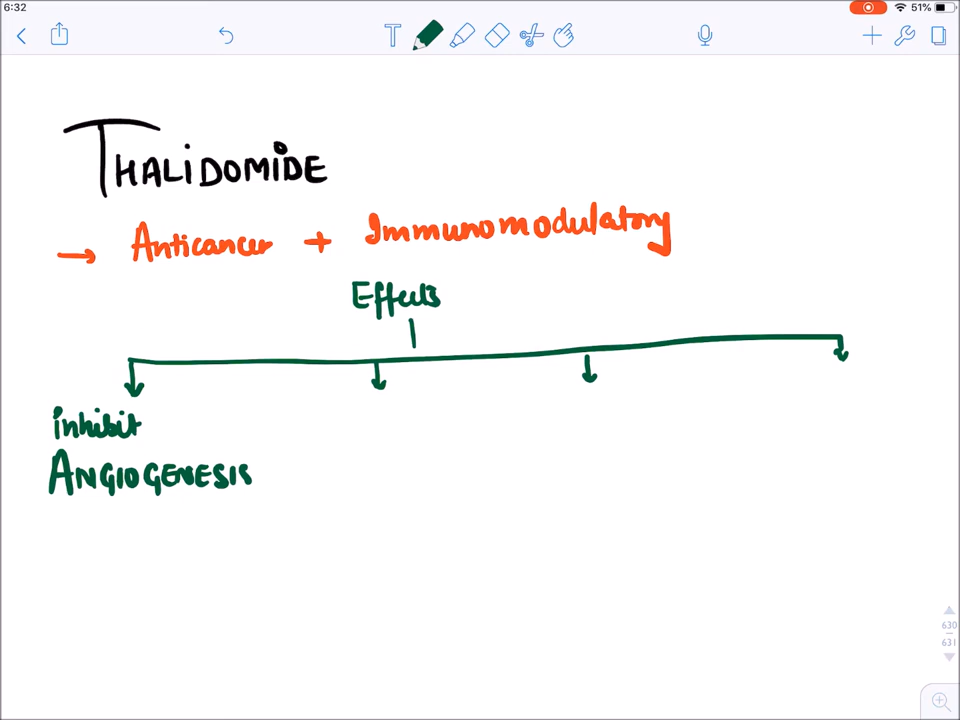 6:32
51%
T
THALIDOMIDE
→ Anticancer + Immunomodulatory
Effects
inhibit
ANGIOGENESIS
630
631